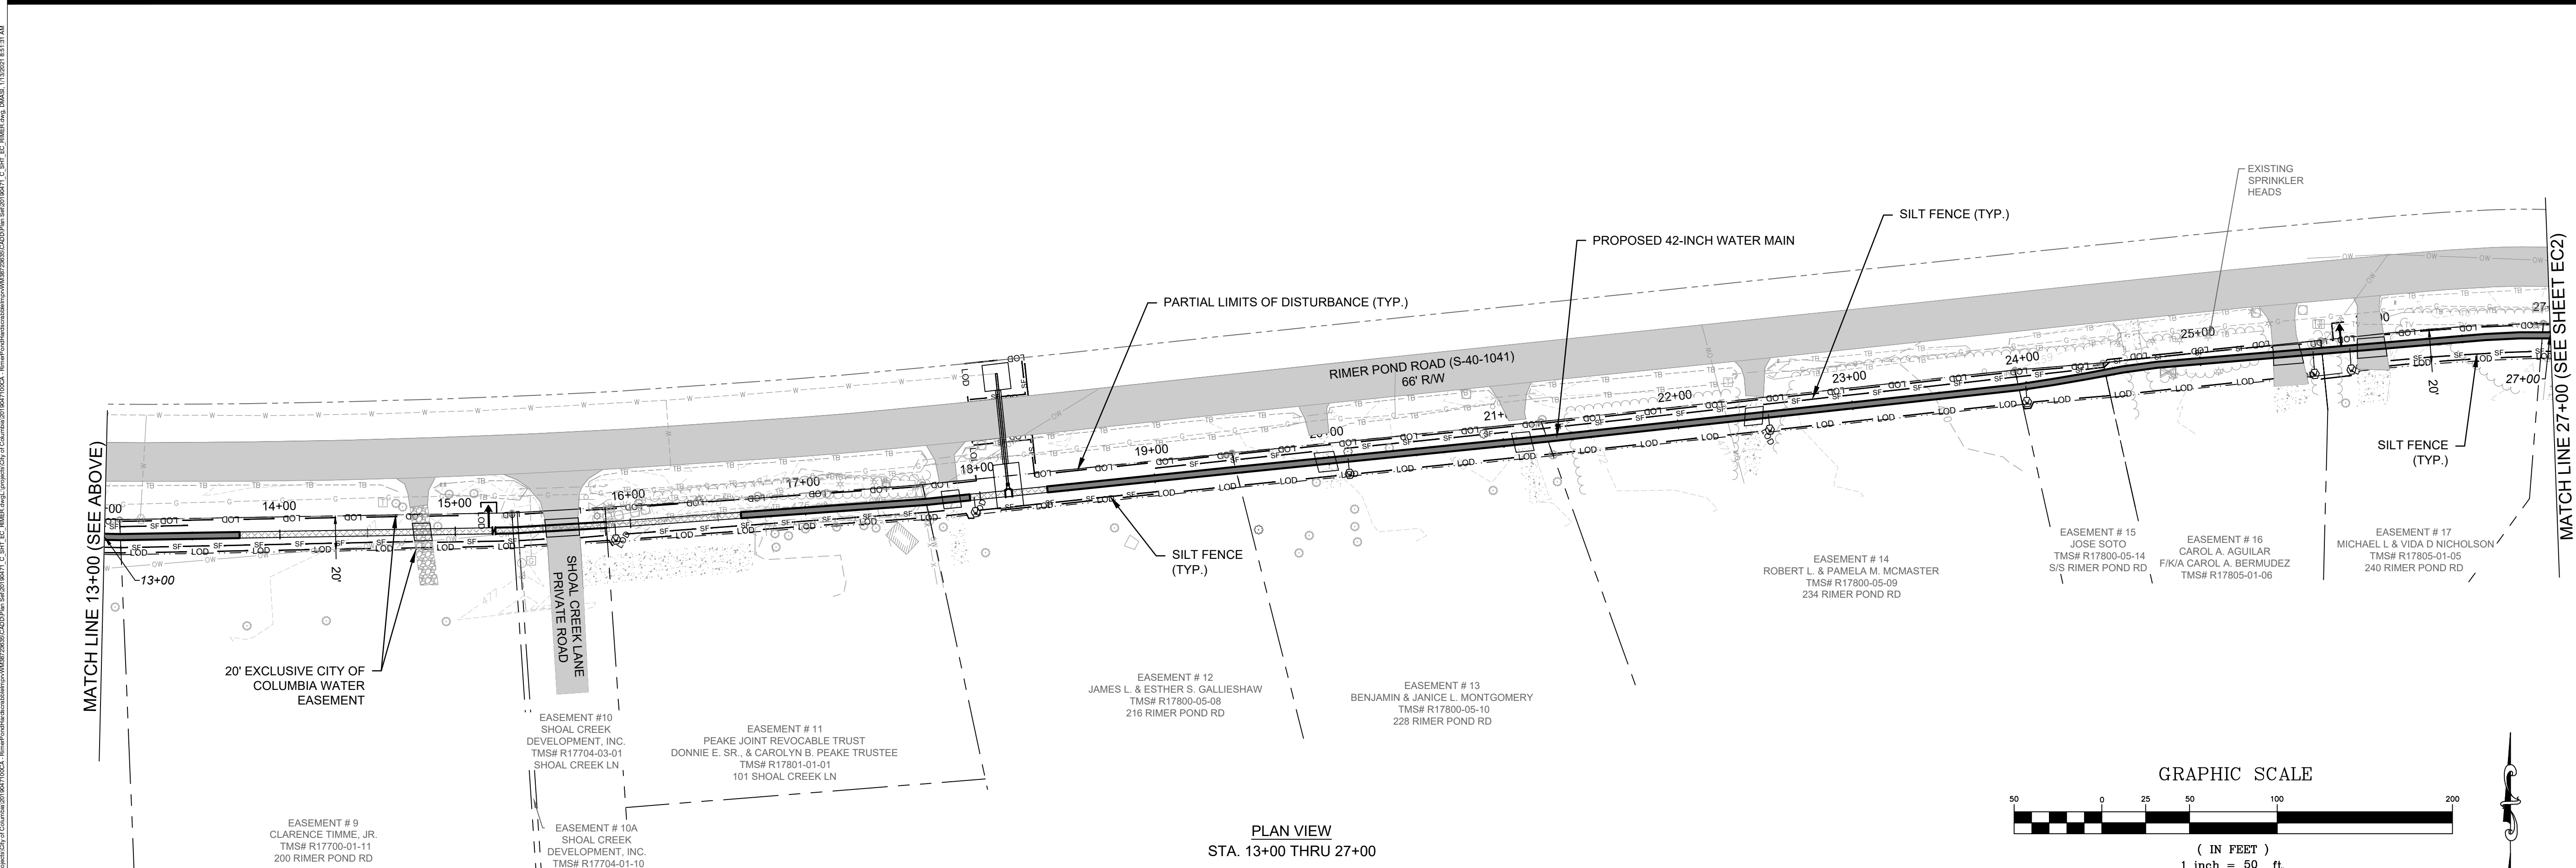 EXISTING
SPRINKLER
HEADS
SILT FENCE (TYP.)
PROPOSED 42-INCH WATER MAIN
PARTIAL LIMITS OF DISTURBANCE (TYP.)
RIMER POND ROAD (S-40-1041)
66' R/W
MATCH LINE 13+00 (SEE ABOVE)
MATCH LINE 27+00 (SEE SHEET EC2)
14+00
15+00
16+00
17+00
18+00
19+00
22+00
23+00
24+00
25+00
13+00
27+00
20'
20'
SILT FENCE
(TYP.)
SILT FENCE
(TYP.)
SHOAL CREEK LANE
PRIVATE ROAD
20' EXCLUSIVE CITY OF
COLUMBIA WATER
EASEMENT
EASEMENT # 9
CLARENCE TIMME, JR.
TMS# R17700-01-11
200 RIMER POND RD
EASEMENT #10
SHOAL CREEK
DEVELOPMENT, INC.
TMS# R17704-03-01
SHOAL CREEK LN
EASEMENT # 10A
SHOAL CREEK
DEVELOPMENT, INC.
TMS# R17704-01-10
EASEMENT # 11
PEAKE JOINT REVOCABLE TRUST
DONNIE E. SR., & CAROLYN B. PEAKE TRUSTEE
TMS# R17801-01-01
101 SHOAL CREEK LN
EASEMENT # 12
JAMES L. & ESTHER S. GALLIESHAW
TMS# R17800-05-08
216 RIMER POND RD
EASEMENT # 13
BENJAMIN & JANICE L. MONTGOMERY
TMS# R17800-05-10
228 RIMER POND RD
EASEMENT # 14
ROBERT L. & PAMELA M. MCMASTER
TMS# R17800-05-09
234 RIMER POND RD
EASEMENT # 15
JOSE SOTO
TMS# R17800-05-14
S/S RIMER POND RD
EASEMENT # 16
CAROL A. AGUILAR
F/K/A CAROL A. BERMUDEZ
TMS# R17805-01-06
EASEMENT # 17
MICHAEL L & VIDA D NICHOLSON
TMS# R17805-01-05
240 RIMER POND RD
PLAN VIEW
STA. 13+00 THRU 27+00
GRAPHIC SCALE
50 0 25 50 100 200
( IN FEET )
1 inch = 50 ft.